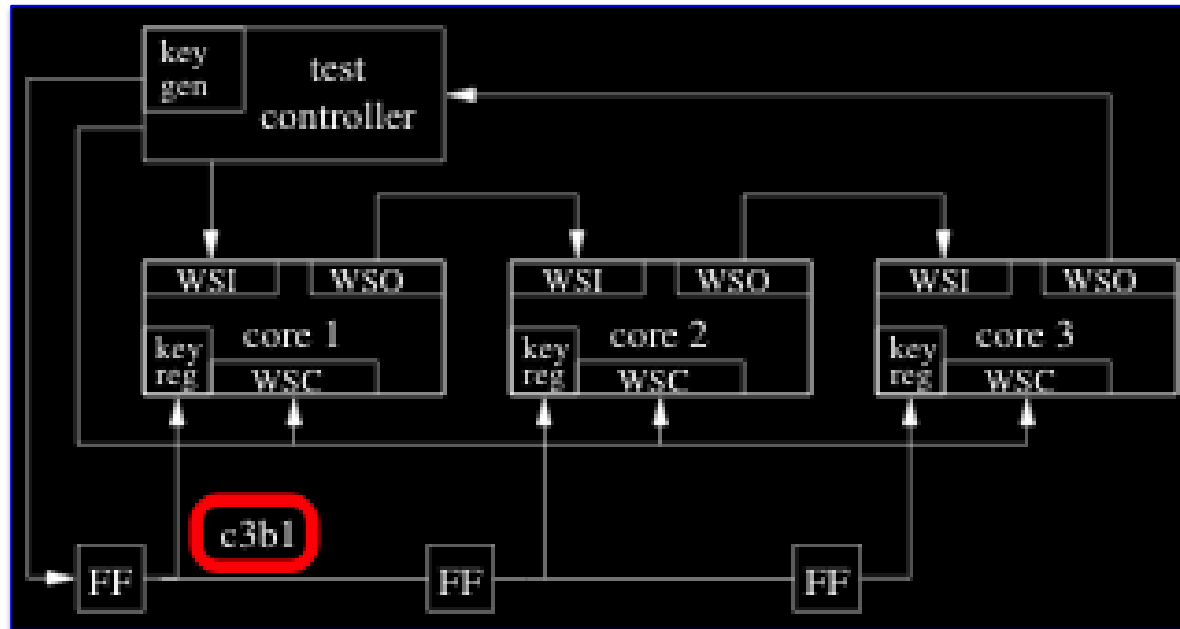 key
gen
test
controller
WSI
WSO
WSI
WSO
WSI
WSO
core 1
core 2
core 3
key
reg
WSC
key
reg
WSC
key
reg
WSC
c3b1
FF
FF
FF